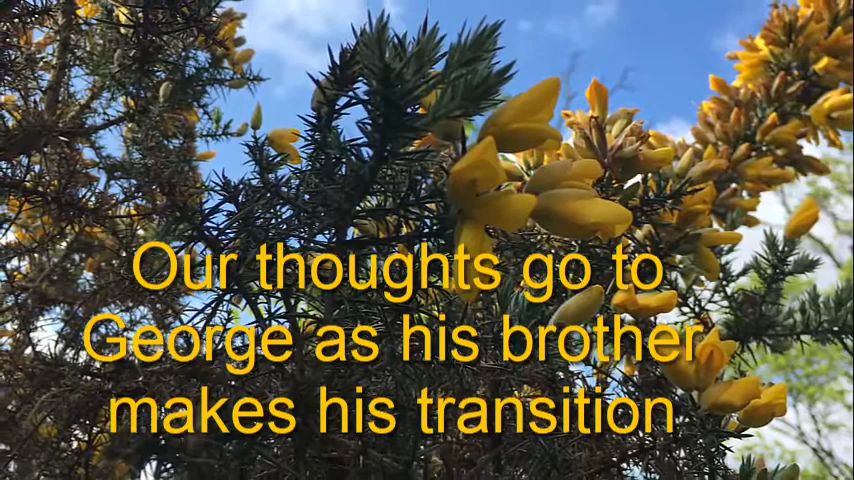 Our thoughts go to
George as his brother
makes his transition